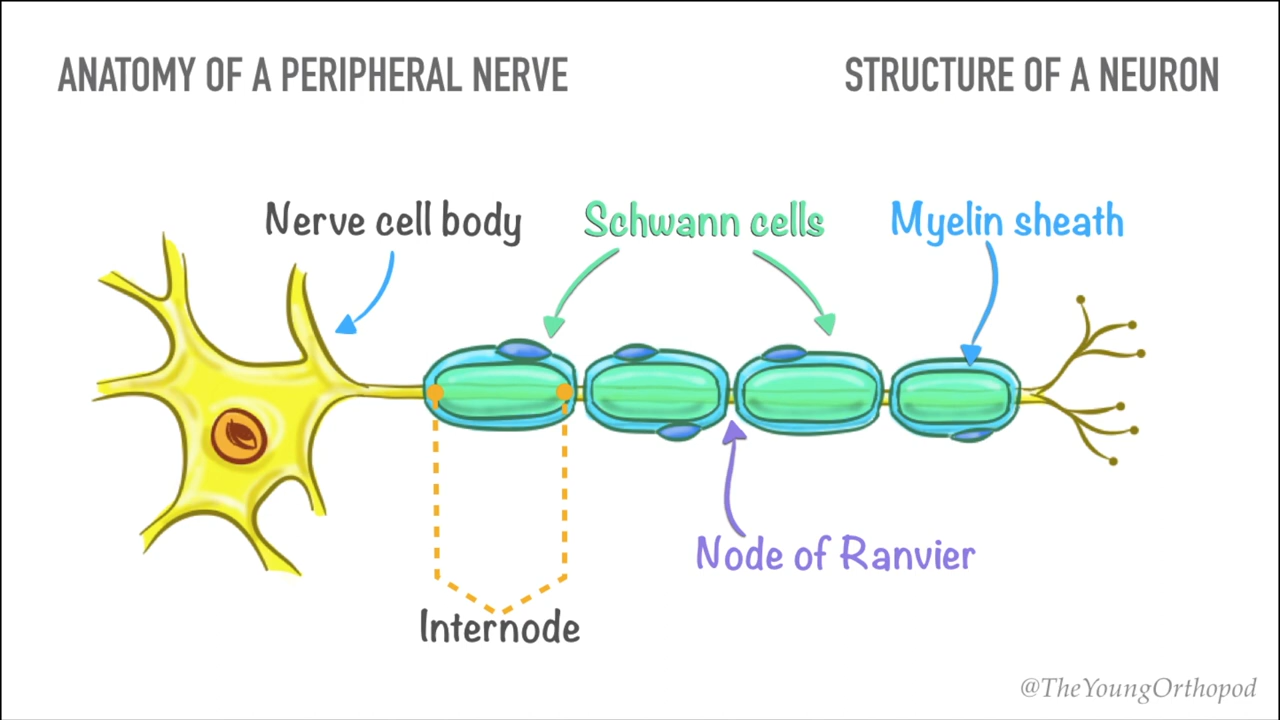 ANATOMY OF A PERIPHERAL NERVE
STRUCTURE OF A NEURON
Nerve cell body
Schwann cells
Myelin sheath
Node of Ranvier
Internode
@TheYoungOrthopod